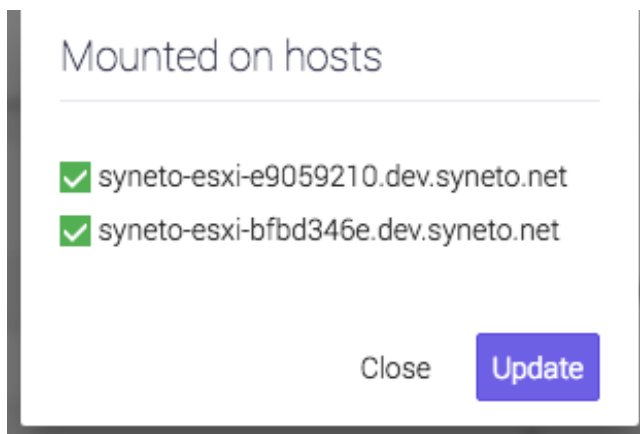 Mounted on hosts
syneto-esxi-e9059210.dev.syneto.net
syneto-esxi-bfbd346e.dev.syneto.net
Close Update